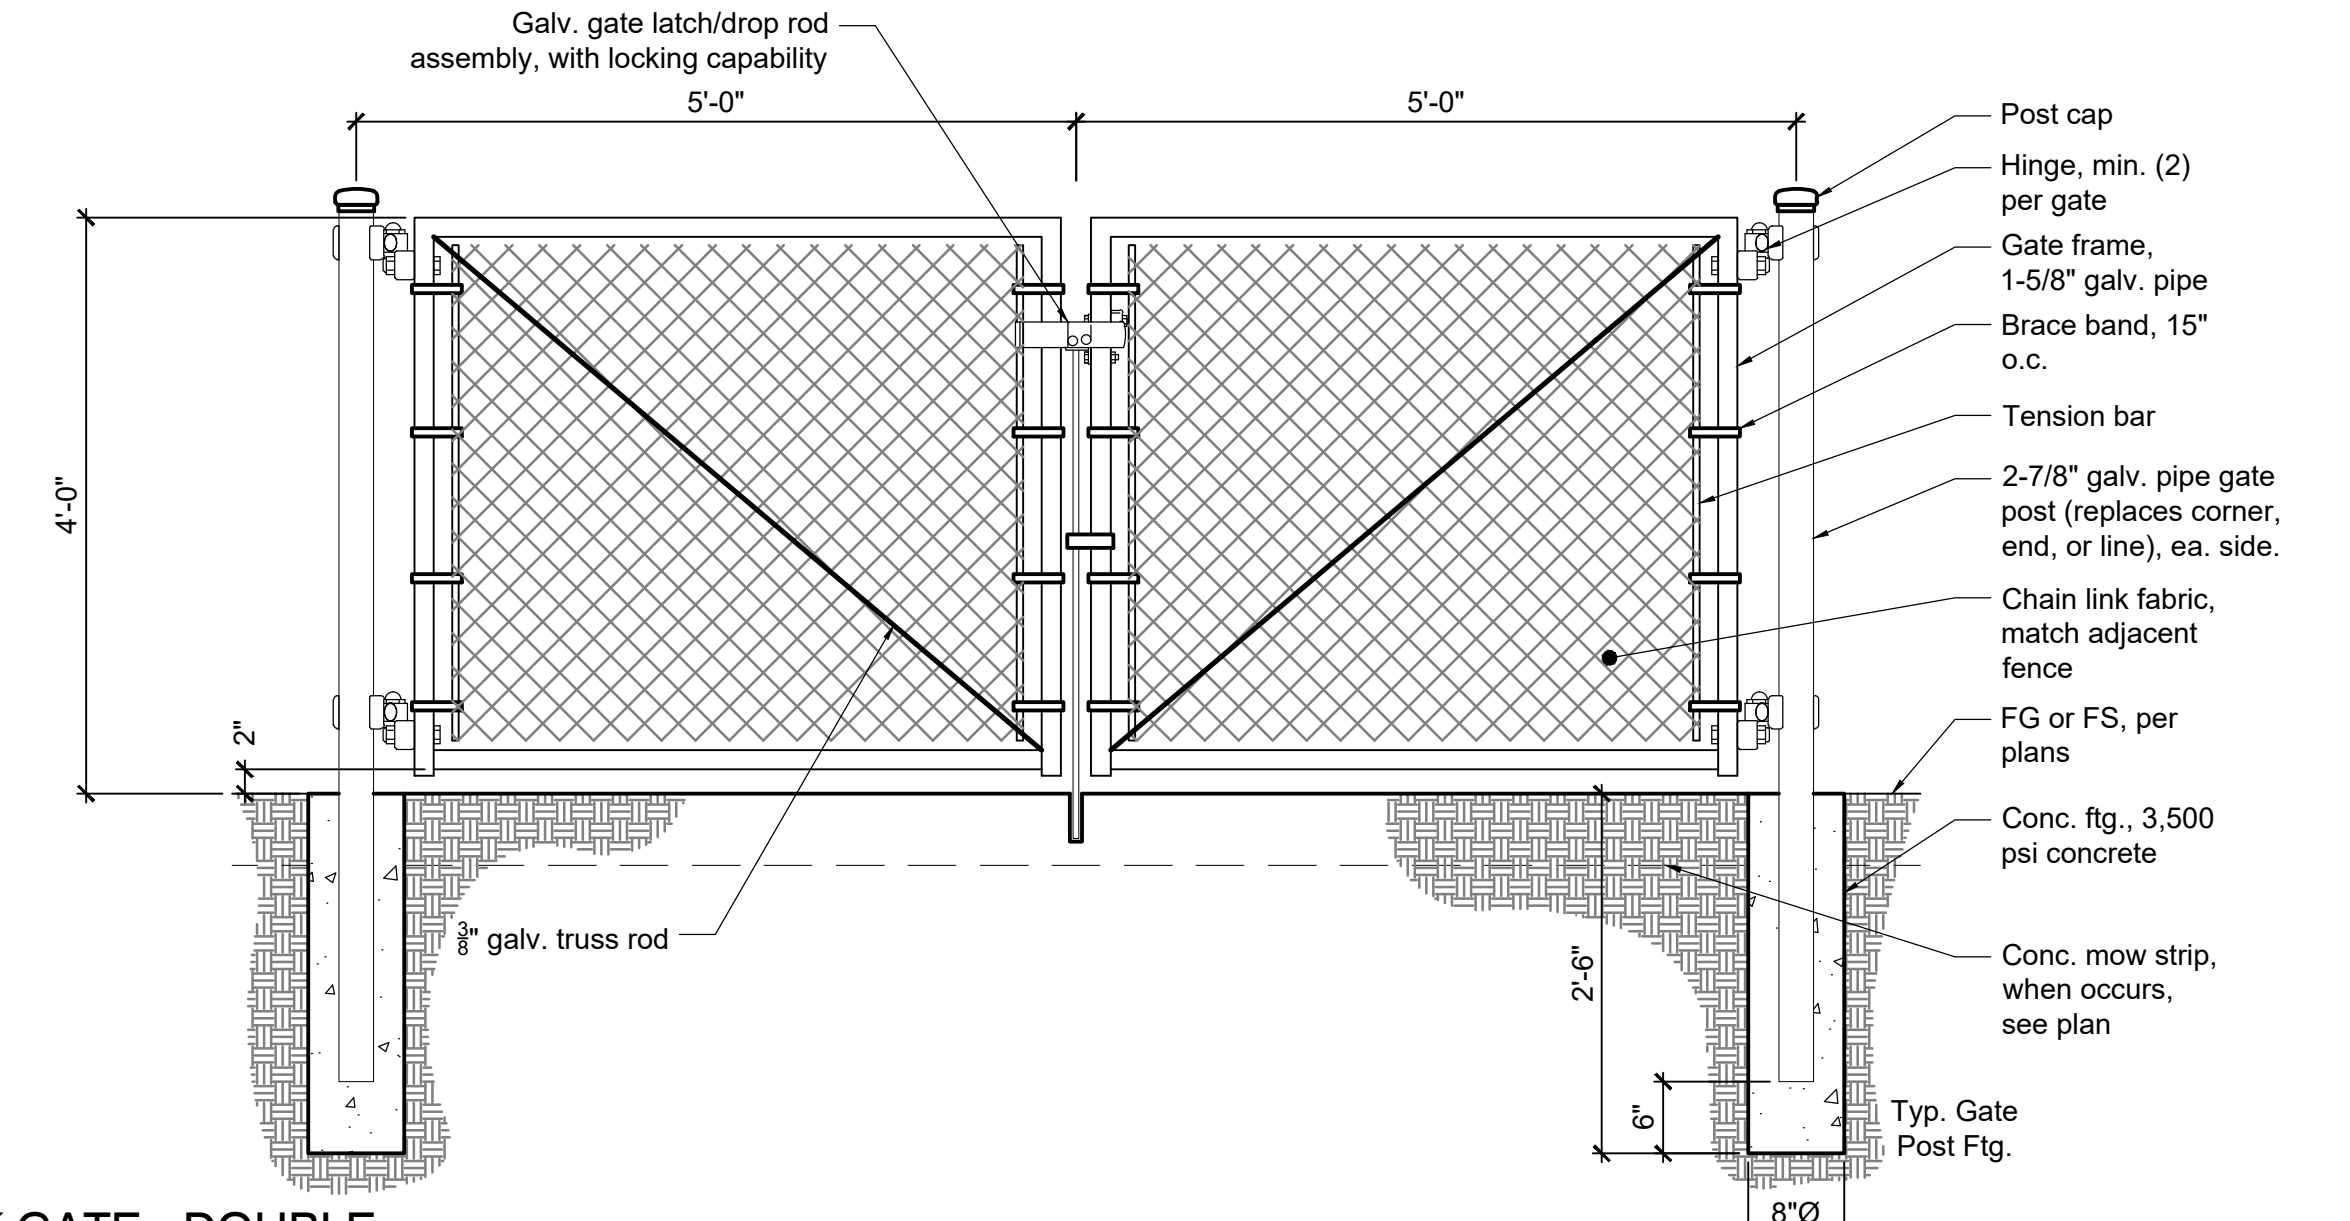 Galv. gate latch/drop rod
assembly, with locking capability
5'-0"
5'-0"
Post cap
Hinge, min. (2)
per gate
Gate frame,
1-5/8" galv. pipe
Brace band, 15"
o.c.
Tension bar
2-7/8" galv. pipe gate
post (replaces corner,
end, or line), ea. side.
Chain link fabric,
match adjacent
fence
FG or FS, per
plans
Conc. ftg., 3,500
psi concrete
Conc. mow strip,
when occurs,
see plan
4'-0"
2"
3/8" galv. truss rod
2'-6"
6"
Typ. Gate
Post Ftg.
8"Ø
GATE - DOUBLE